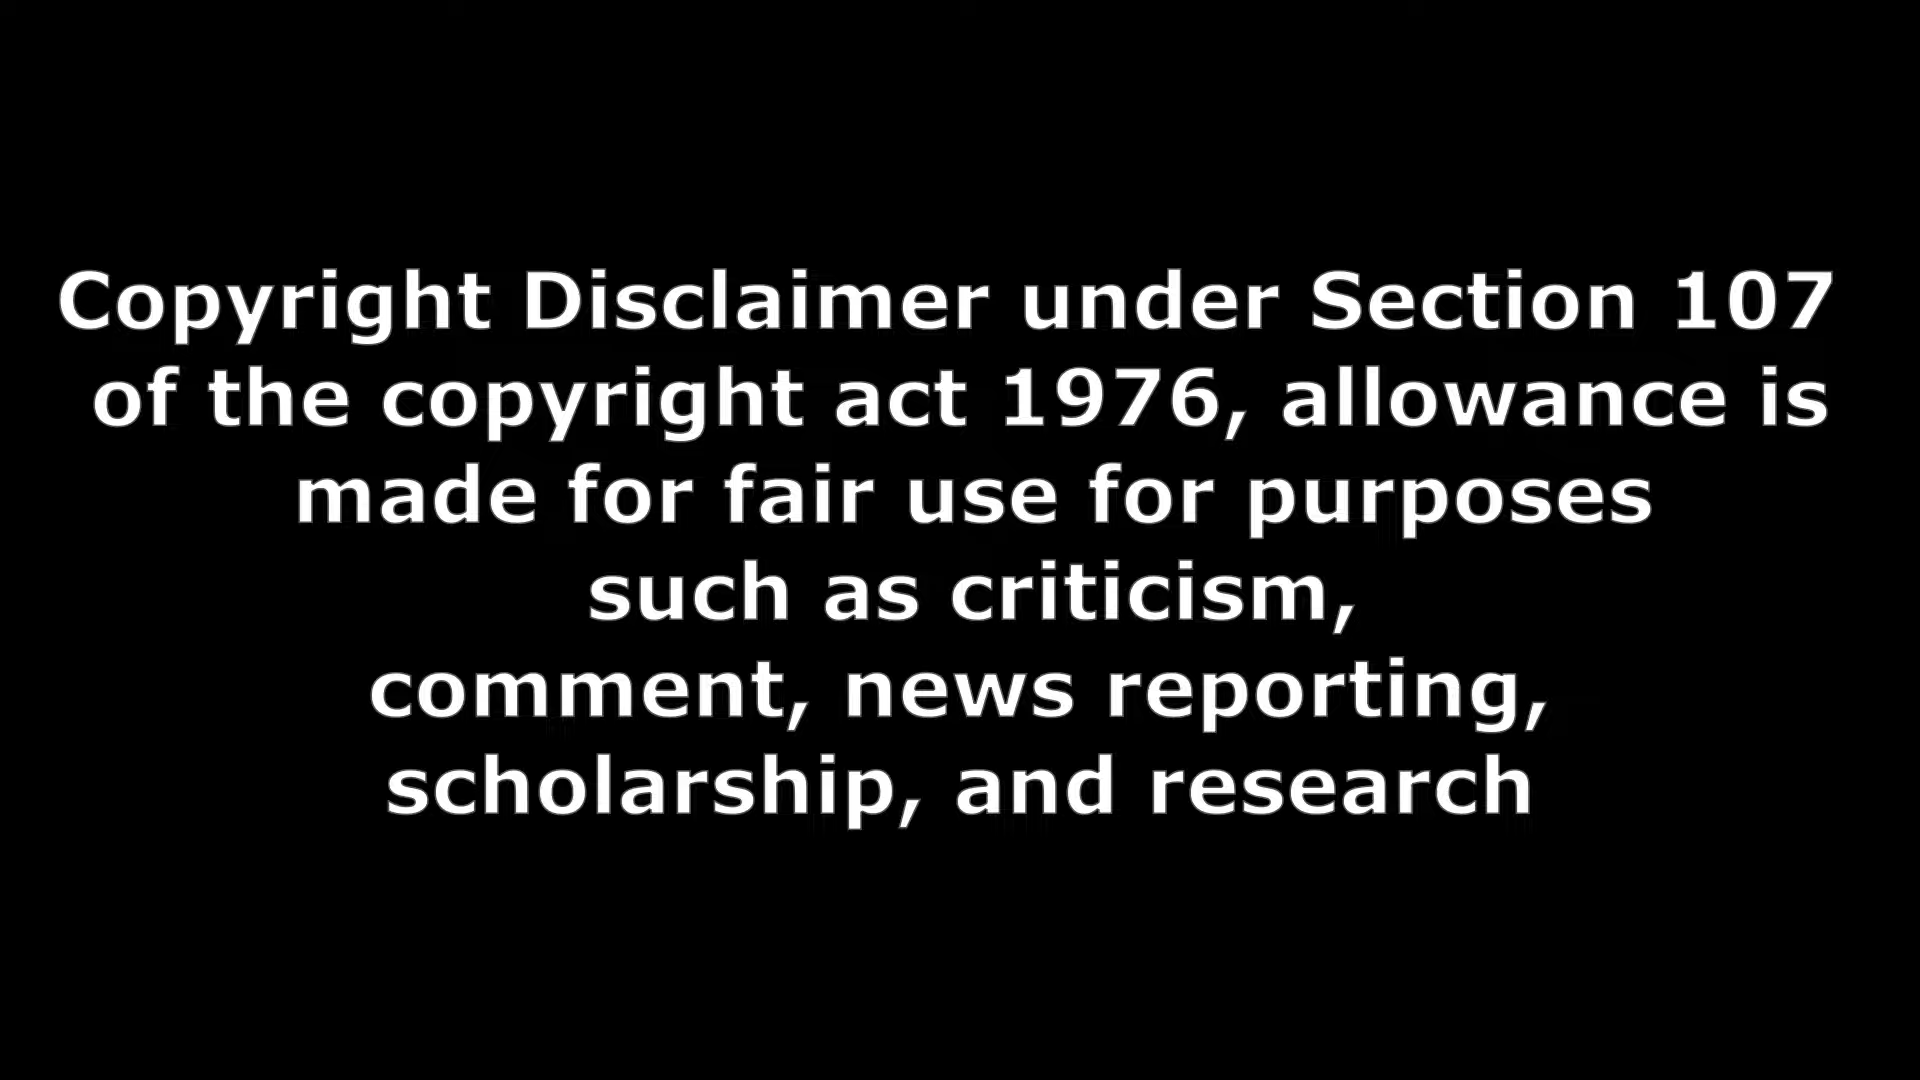 Copyright Disclaimer under Section 107
of the copyright act 1976, allowance is
made for fair use for purposes
such as criticism,
comment, news reporting,
scholarship, and research